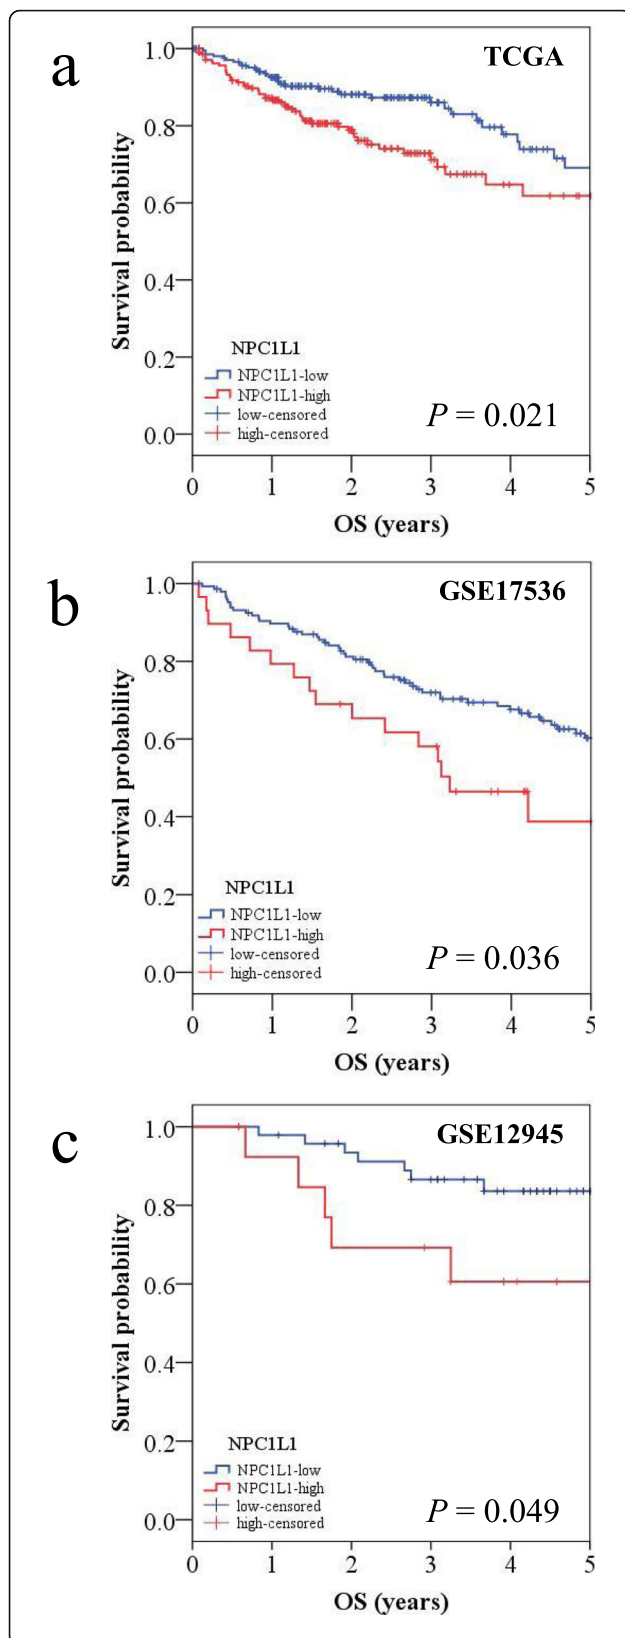 a
TCGA
1.0
0.8
0.6
0.4
0.2
0.0
Survival probability
NPC1L1
NPC1L1-low
NPC1L1-high
low-censored
high-censored
P = 0.021
0 1 2 3 4 5
OS (years)
b
GSE17536
1.0
0.8
0.6
0.4
0.2
0.0
Survival probability
NPC1L1
NPC1L1-low
NPC1L1-high
low-censored
high-censored
P = 0.036
0 1 2 3 4 5
OS (years)
c
GSE12945
1.0
0.8
0.6
0.4
0.2
0.0
Survival probability
NPC1L1
NPC1L1-low
NPC1L1-high
low-censored
high-censored
P = 0.049
0 1 2 3 4 5
OS (years)